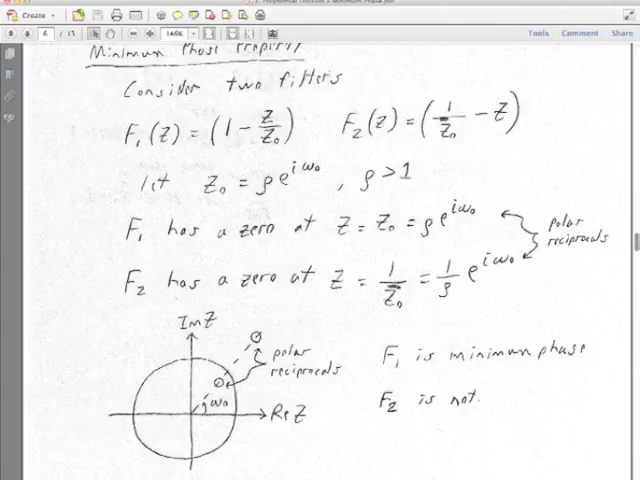 Create
6 / 15
146%
Tools
Comment
Share
Minimum Phase Property
Consider two filters
F₁(Z) = (1 - Z/Z₀)    F₂(Z) = (1/Z̄₀ - Z)
let Z₀ = ρe^{iω₀} , ρ > 1
F₁ has a zero at Z = Z₀ = ρe^{iω₀}
polar
reciprocals
F₂ has a zero at Z = 1/Z̄₀ = 1/ρ e^{iω₀}
Im Z
polar
reciprocals
ω₀
Re Z
F₁ is minimum phase
F₂ is not.